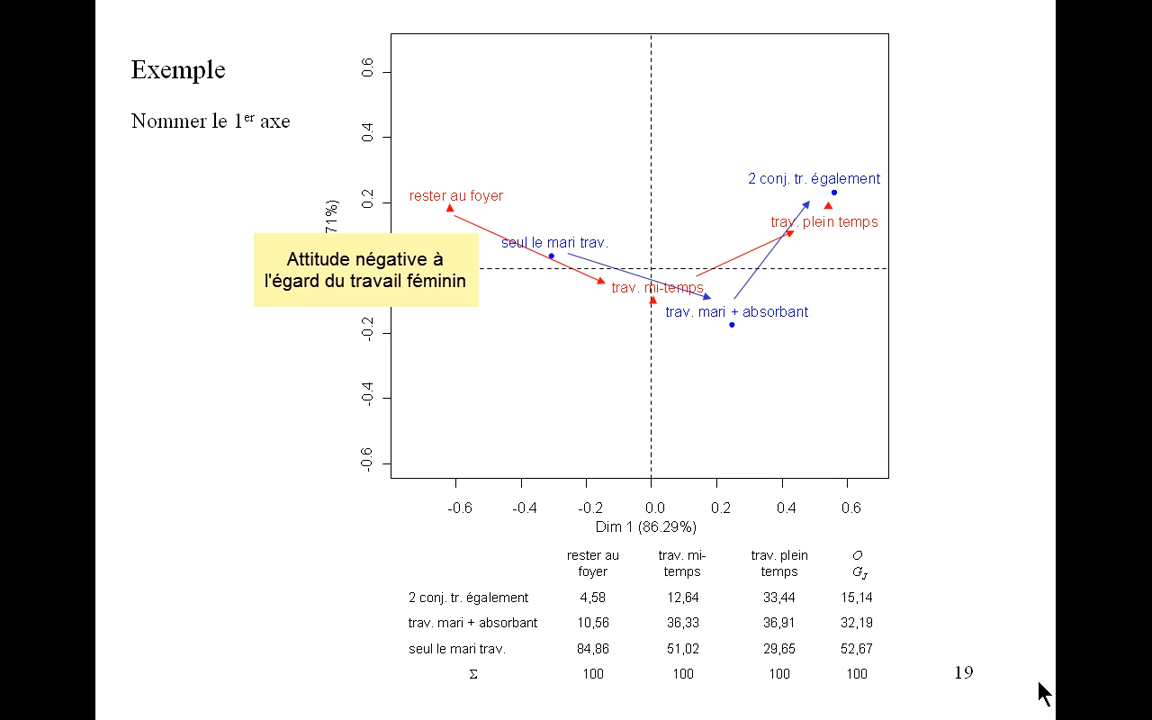 Exemple
Nommer le 1er axe
0.6
0.4
0.2
71%)
-0.2
-0.4
-0.6
2 conj. tr. également
rester au foyer
trav. plein temps
seul le mari trav.
Attitude négative à
l'égard du travail féminin
trav. mi-temps
trav. mari + absorbant
-0.6 -0.4 -0.2 0.0 0.2 0.4 0.6
Dim 1 (86.29%)
rester au trav. mi- trav. plein O
foyer temps temps GJ
2 conj. tr. également 4,58 12,64 33,44 15,14
trav. mari + absorbant 10,56 36,33 36,91 32,19
seul le mari trav. 84,86 51,02 29,65 52,67
Σ 100 100 100 100
19